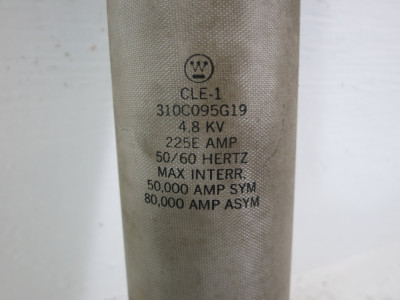 CLE-1
310C095G19
4.8 KV
225E AMP
50/60 HERTZ
MAX INTERR.
50,000 AMP SYM
80,000 AMP ASYM